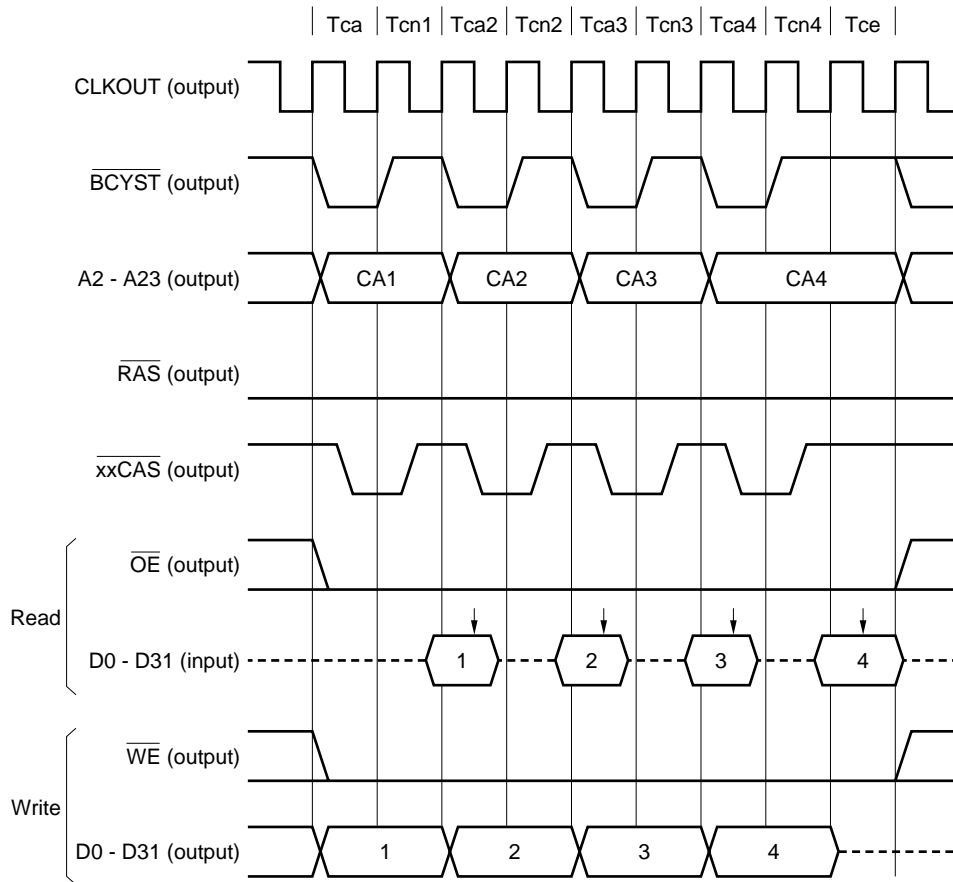 Tca Tcn1 Tca2 Tcn2 Tca3 Tcn3 Tca4 Tcn4 Tce
CLKOUT (output)
BCYST (output)
A2 - A23 (output) CA1 CA2 CA3 CA4
RAS (output)
xxCAS (output)
OE (output)
Read
D0 - D31 (input) 1 2 3 4
WE (output)
Write
D0 - D31 (output) 1 2 3 4